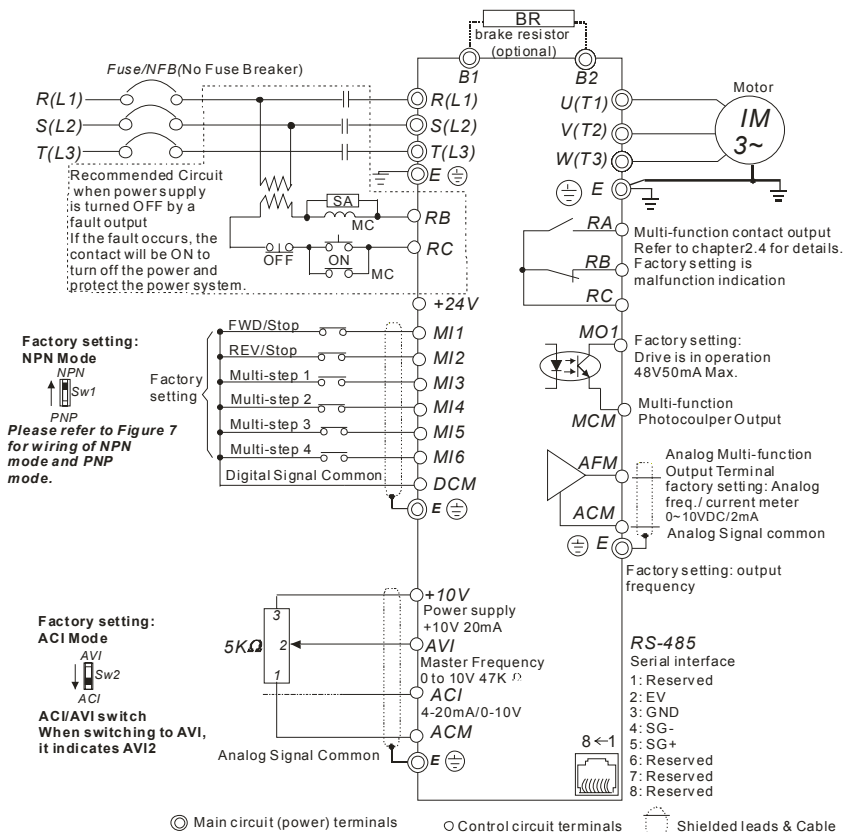 BR
brake resistor
(optional)
B1
B2
Fuse/NFB(No Fuse Breaker)
R(L1)
S(L2)
T(L3)
R(L1)
S(L2)
T(L3)
E
Recommended Circuit
when power supply
is turned OFF by a
fault output
If the fault occurs, the
contact will be ON to
turn off the power and
protect the power system.
SA
MC
OFF
ON
MC
RB
RC
+24V
Motor
IM
3~
U(T1)
V(T2)
W(T3)
E
RA
RB
RC
Multi-function contact output
Refer to chapter2.4 for details.
Factory setting is
malfunction indication
Factory setting:
NPN Mode
NPN
Sw1
PNP
Please refer to Figure 7
for wiring of NPN
mode and PNP
mode.
Factory
setting
FWD/Stop
REV/Stop
Multi-step 1
Multi-step 2
Multi-step 3
Multi-step 4
Digital Signal Common
MI1
MI2
MI3
MI4
MI5
MI6
DCM
E
MO1
Factory setting:
Drive is in operation
48V50mA Max.
MCM
Multi-function
Photocoulper Output
AFM
ACM
E
Analog Multi-function
Output Terminal
factory setting: Analog
freq./ current meter
0~10VDC/2mA
Analog Signal common
Factory setting: output
frequency
Factory setting:
ACI Mode
AVI
Sw2
ACI
ACI/AVI switch
When switching to AVI,
it indicates AVI2
5KΩ
3
2
1
+10V
Power supply
+10V 20mA
AVI
Master Frequency
0 to 10V 47K Ω
ACI
4-20mA/0-10V
ACM
Analog Signal Common
E
RS-485
Serial interface
1: Reserved
2: EV
3: GND
4: SG-
5: SG+
6: Reserved
7: Reserved
8: Reserved
8←1
Main circuit (power) terminals
Control circuit terminals
Shielded leads & Cable